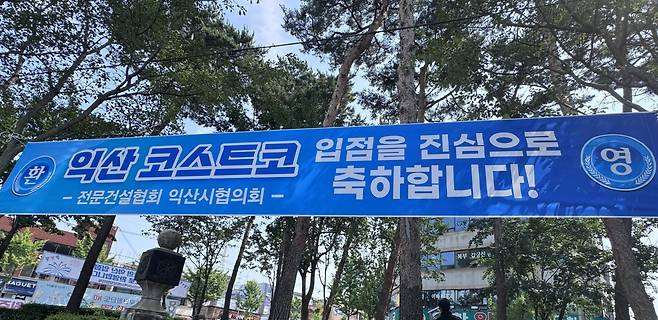 환
익산 코스트코
- 전문건설협회 익산시협의회 -
입점을 진심으로
축하합니다!
영